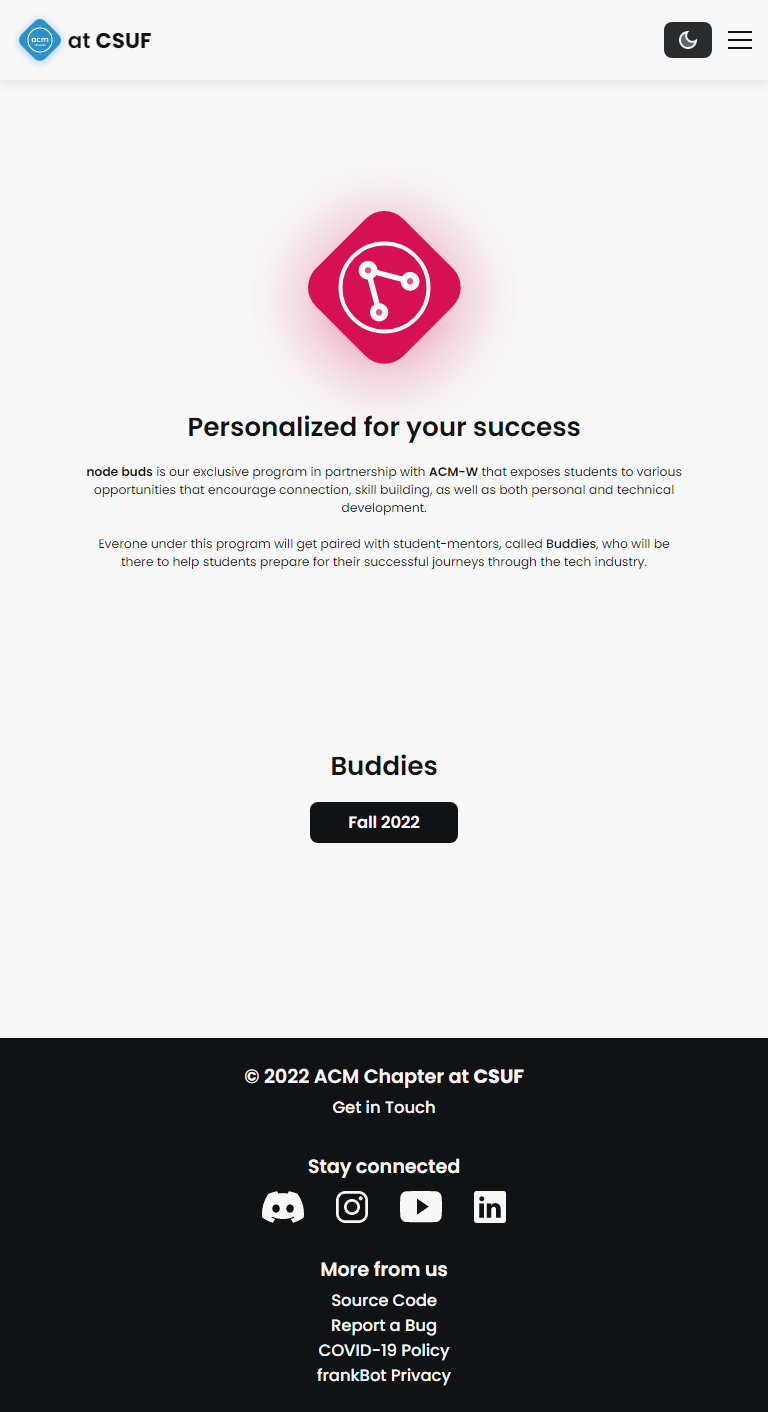 acm
at CSUF
Personalized for your success
node buds is our exclusive program in partnership with ACM-W that exposes students to various
opportunities that encourage connection, skill building, as well as both personal and technical
development.
Everone under this program will get paired with student-mentors, called Buddies, who will be
there to help students prepare for their successful journeys through the tech industry.
Buddies
Fall 2022
© 2022 ACM Chapter at CSUF
Get in Touch
Stay connected
in
More from us
Source Code
Report a Bug
COVID-19 Policy
frankBot Privacy